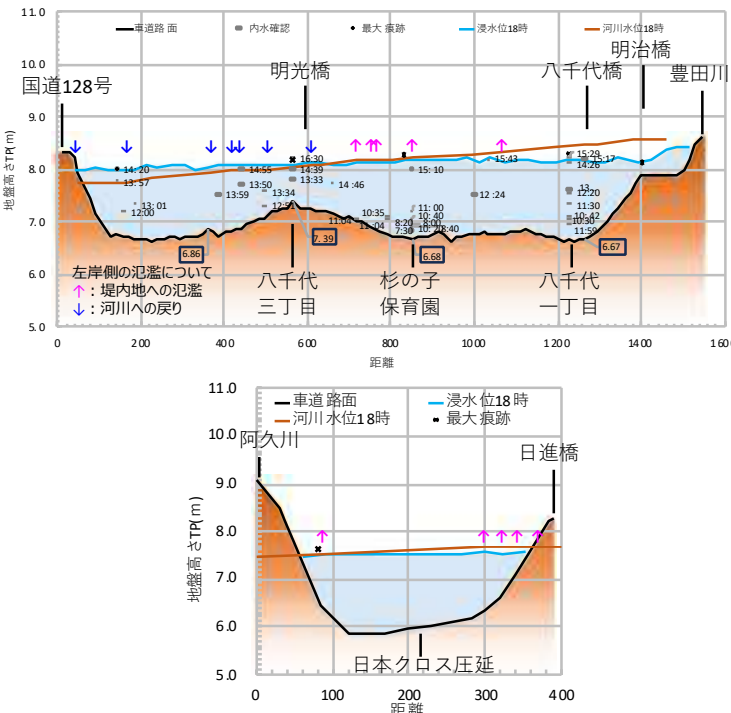 車道路面 内水確認 最大痕跡 浸水位18時 河川水位18時
11.0
10.0
9.0
8.0
7.0
6.0
5.0
地盤高さTP(m)
国道128号
明光橋
八千代橋
明治橋
豊田川
16:30
15:29
15:17
15:43
14:20
14:55
14:39
15:10
14:26
13:57
13:50
13:33
14:46
13:59
13:34
12:24
13:
12:20
13:01
12:00
12:51
11:00
11:30
10:35
10:40
10:42
11:04
11:04
8:20
8:00
10:30
7:30
10:20
8:40
11:59
6.86
7.39
6.68
6.67
左岸側の氾濫について
↑:堤内地への氾濫
↓:河川への戻り
八千代
三丁目
杉の子
保育園
八千代
一丁目
0 200 400 600 800 1000 1200 1400 1600
距離
車道路面 浸水位18時
河川水位18時 最大痕跡
11.0
10.0
9.0
8.0
7.0
6.0
5.0
地盤高さTP(m)
阿久川
日進橋
日本クロス圧延
0 100 200 300 400
距離